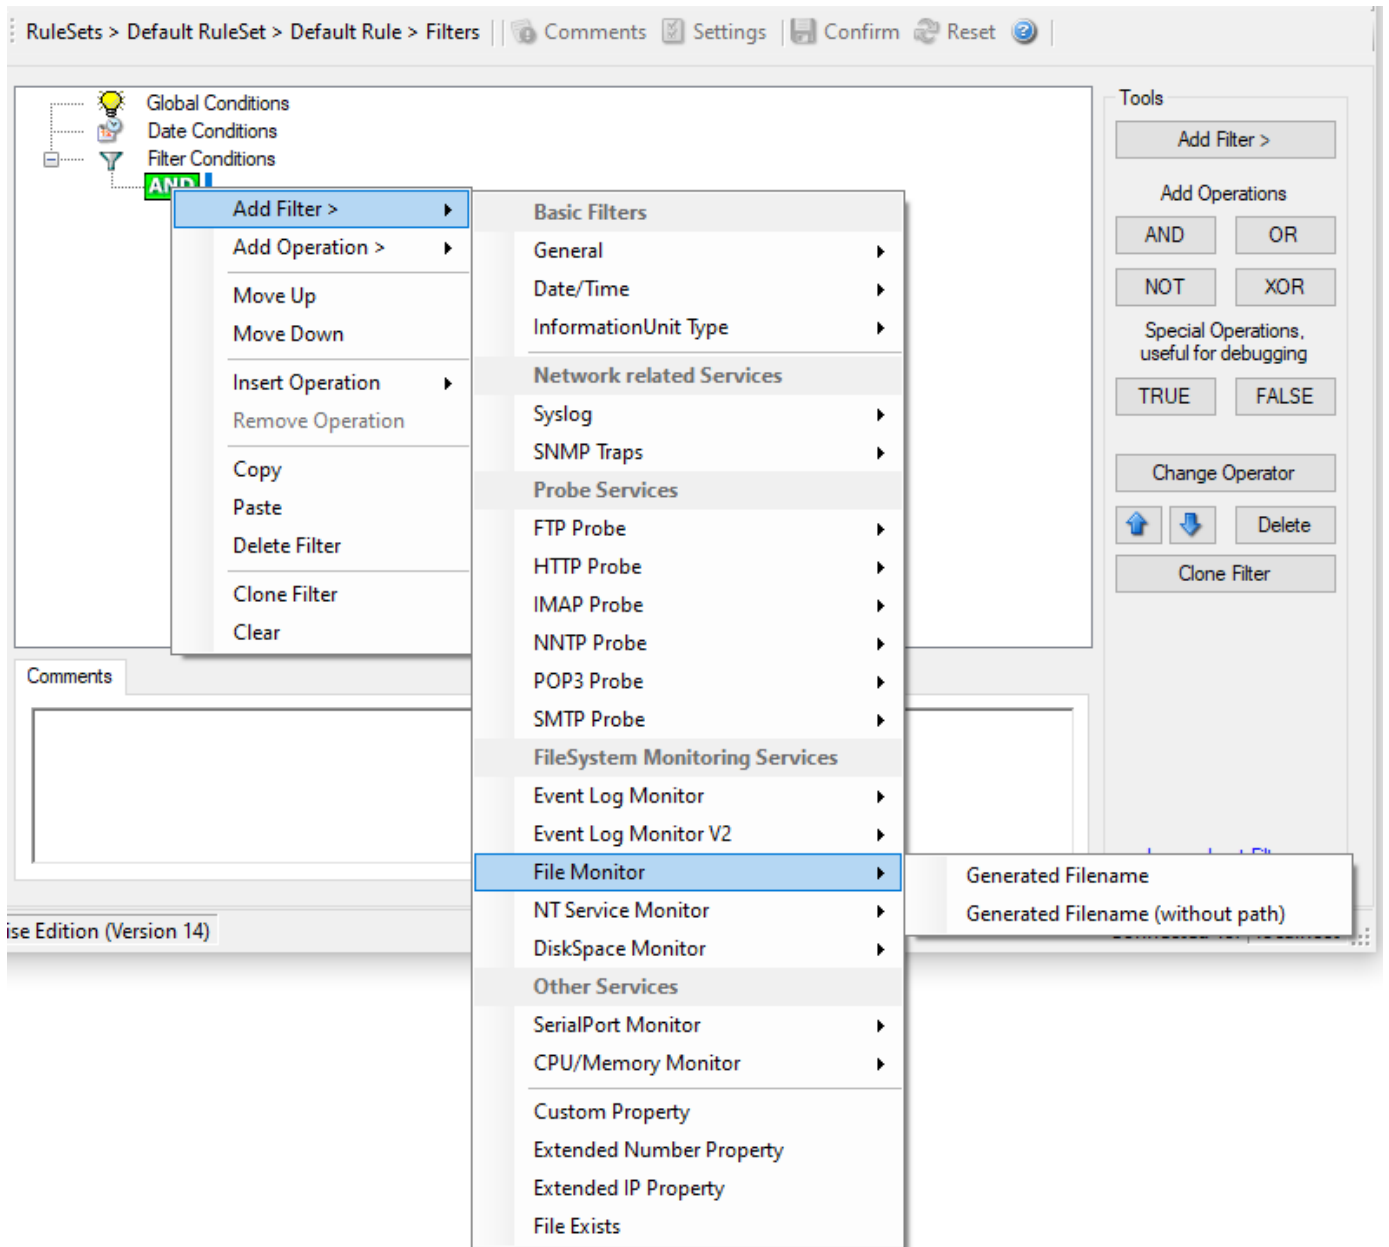 RuleSets > Default RuleSet > Default Rule > Filters Comments Settings Confirm Reset
Global Conditions
Date Conditions
Filter Conditions
AND
Add Filter >
Add Operation >
Move Up
Move Down
Insert Operation
Remove Operation
Copy
Paste
Delete Filter
Clone Filter
Clear
Basic Filters
General
Date/Time
InformationUnit Type
Network related Services
Syslog
SNMP Traps
Probe Services
FTP Probe
HTTP Probe
IMAP Probe
NNTP Probe
POP3 Probe
SMTP Probe
FileSystem Monitoring Services
Event Log Monitor
Event Log Monitor V2
File Monitor
NT Service Monitor
DiskSpace Monitor
Other Services
SerialPort Monitor
CPU/Memory Monitor
Custom Property
Extended Number Property
Extended IP Property
File Exists
Generated Filename
Generated Filename (without path)
Tools
Add Filter >
Add Operations
AND OR
NOT XOR
Special Operations,
useful for debugging
TRUE FALSE
Change Operator
Delete
Clone Filter
Comments
ise Edition (Version 14)